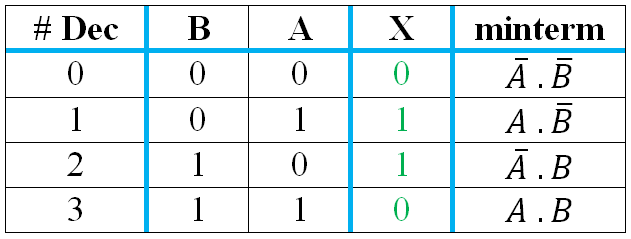 # Dec B A X minterm
0 0 0 0 Ā . B̄
1 0 1 1 A . B̄
2 1 0 1 Ā . B
3 1 1 0 A . B